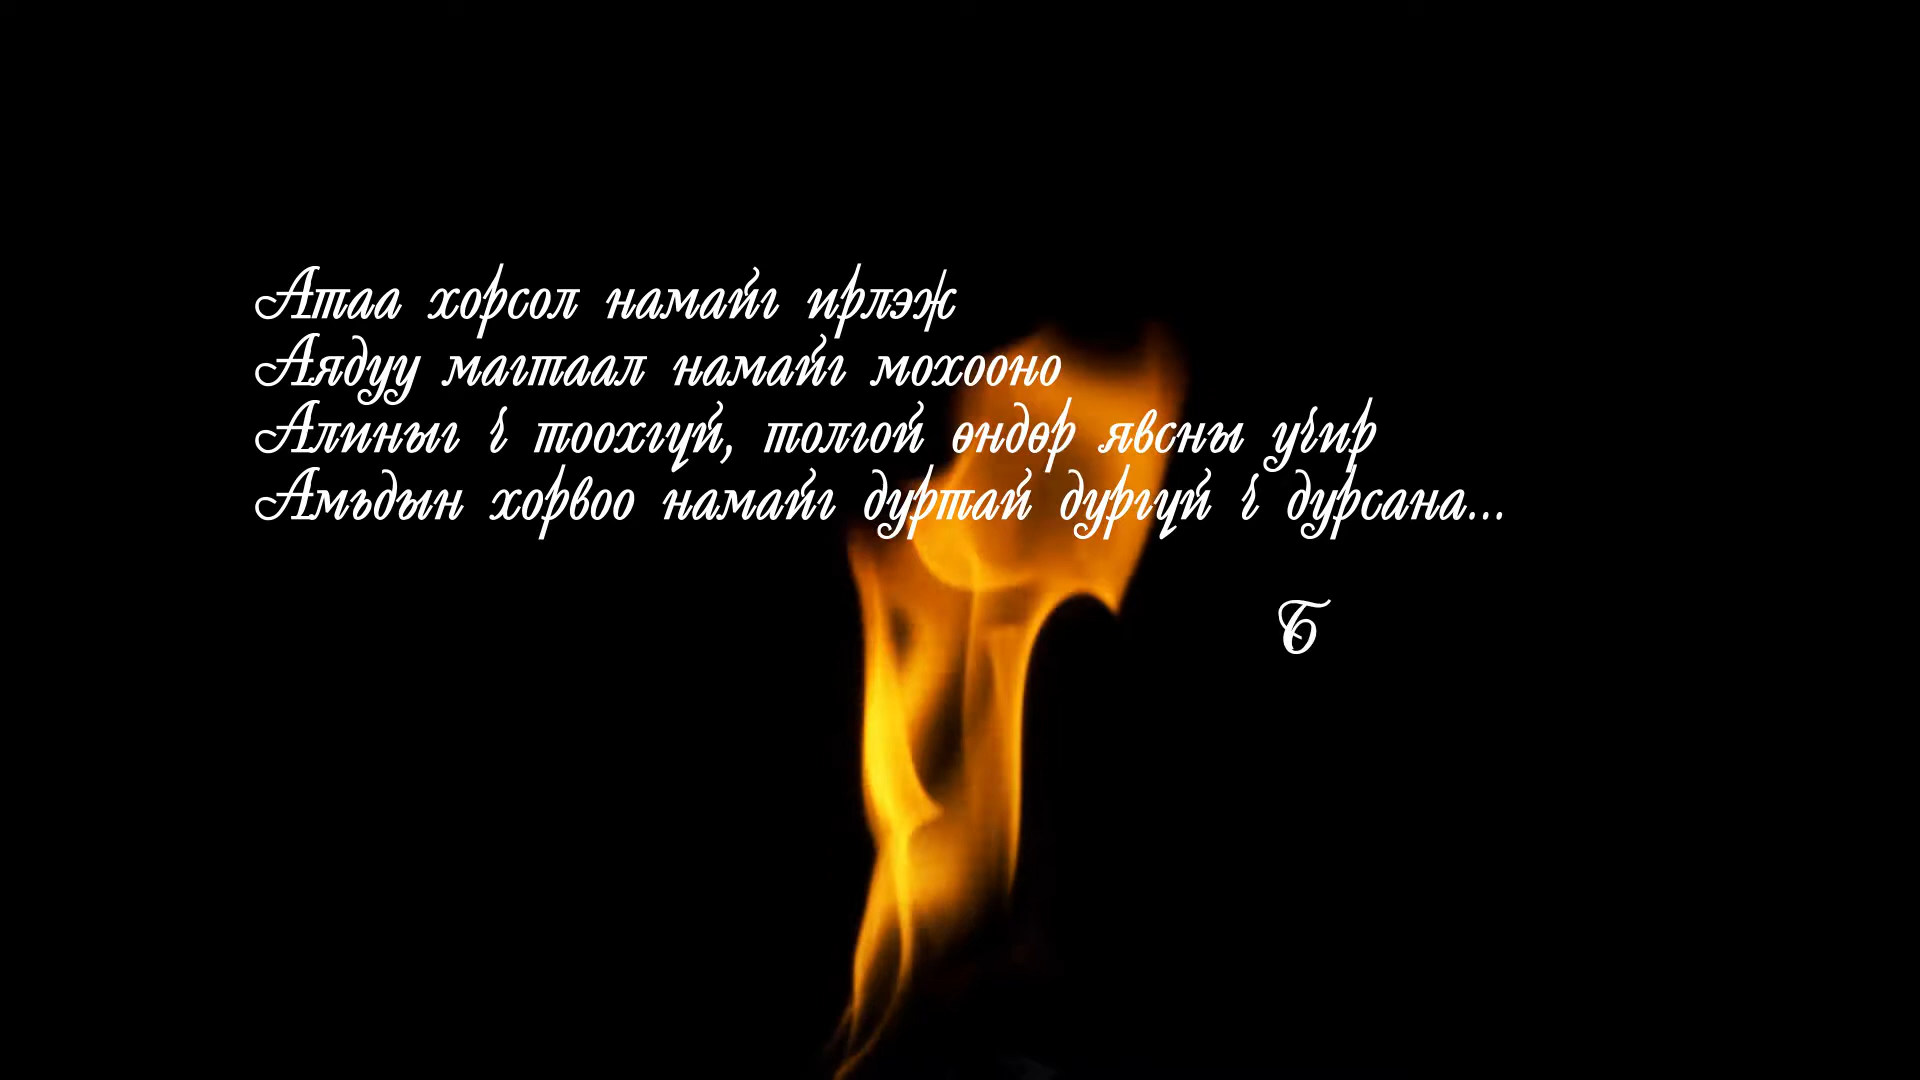 Атаа хорсол намайг ирлэж
Аядуу магтаал намайг мохооно
Алиныг ч тоохгүй, толгой өндөр явсны учир
Амьдын хорвоо намайг дуртай дургүй ч дурсана...
Б